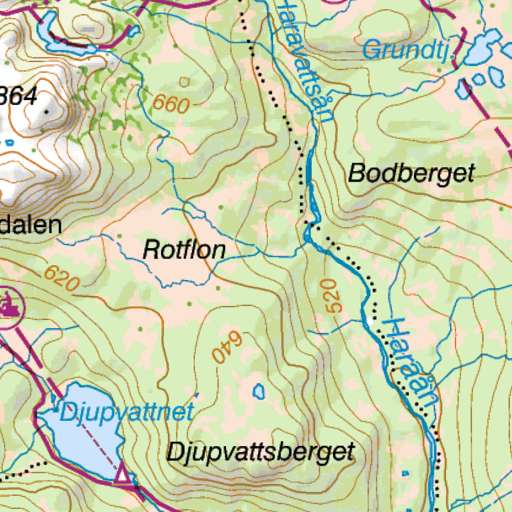 Haravattsån
Grundtj.
864
660
Bodberget
dalen
Rotflon
620
520
640
Haraån
Djupvattnet
Djupvattsberget